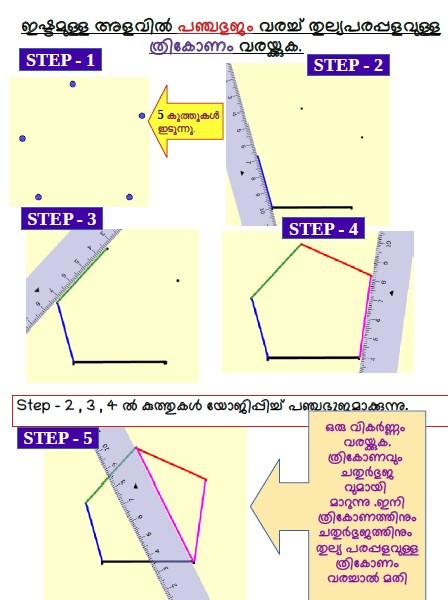 ഇഷ്ടമുള്ള അളവിൽ പഞ്ചഭുജം വരച്ച് തുല്യപരപ്പളവുള്ള
ത്രികോണം വരയ്ക്കുക.
STEP - 1
STEP - 2
5 കുത്തുകൾ
ഇടുന്നു.
STEP - 3
STEP - 4
Step - 2 , 3 , 4 ൽ കുത്തുകൾ യോജിപ്പിച്ച് പഞ്ചഭുജമാക്കുന്നു.
STEP - 5
ഒരു വികർണ്ണം
വരയ്ക്കുക.
ത്രികോണവും
ചതുർഭുജ
വുമായി
മാറുന്നു .ഇനി
ത്രികോണത്തിനും
ചതുർഭുജത്തിനും
തുല്യ പരപ്പളവുള്ള
ത്രികോണം
വരച്ചാൽ മതി